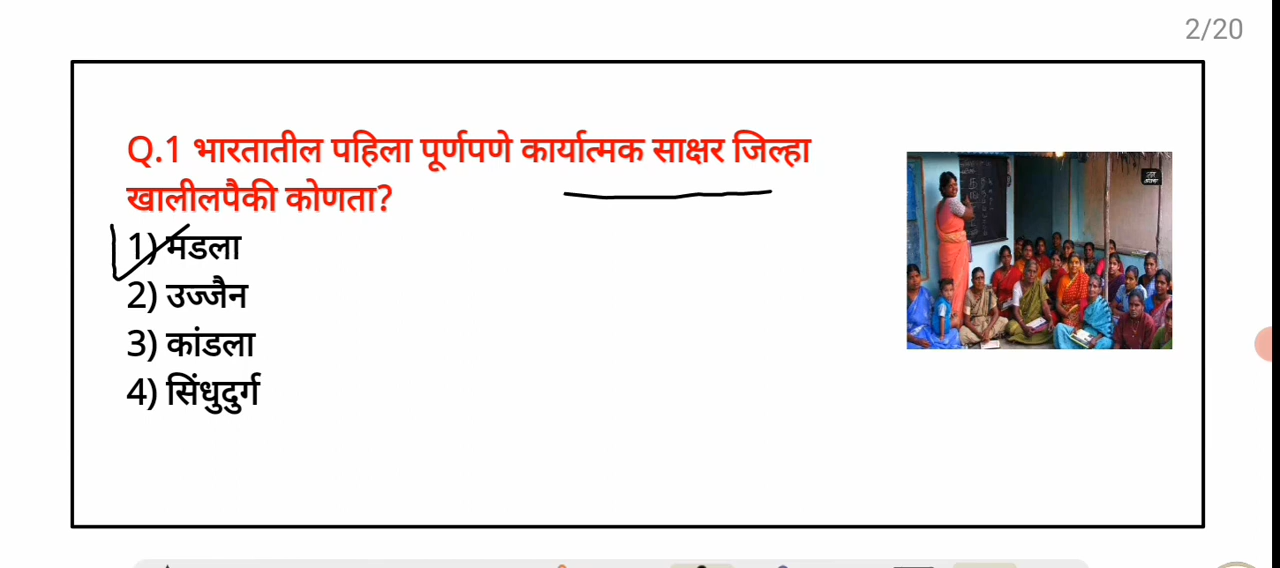 2/20
Q.1 भारतातील पहिला पूर्णपणे कार्यात्मक साक्षर जिल्हा
खालीलपैकी कोणता?
1) मंडला
2) उज्जैन
3) कांडला
4) सिंधुदुर्ग